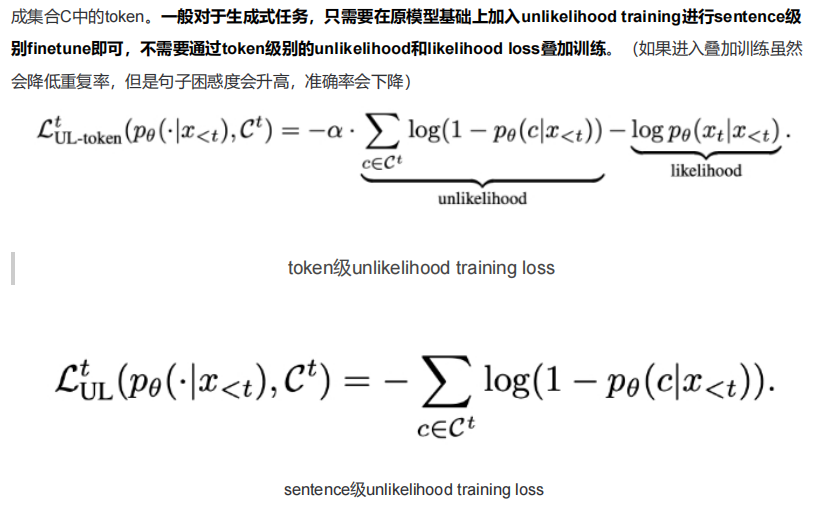 成集合C中的token。一般对于生成式任务，只需要在原模型基础上加入unlikelihood training进行sentence级
别finetune即可，不需要通过token级别的unlikelihood和likelihood loss叠加训练。（如果进入叠加训练虽然
会降低重复率，但是句子困惑度会升高，准确率会下降）
$\mathcal{L}^{t}_{\text{UL-token}}(p_\theta(\cdot|x_{<t}), \mathcal{C}^t) = -\alpha \cdot \underbrace{\sum_{c \in \mathcal{C}^t} \log(1 - p_\theta(c|x_{<t}))}_{\text{unlikelihood}} - \underbrace{\log p_\theta(x_t|x_{<t})}_{\text{likelihood}}.$
token级unlikelihood training loss
$\mathcal{L}^{t}_{\text{UL}}(p_\theta(\cdot|x_{<t}), \mathcal{C}^t) = -\sum_{c \in \mathcal{C}^t} \log(1 - p_\theta(c|x_{<t})).$
sentence级unlikelihood training loss